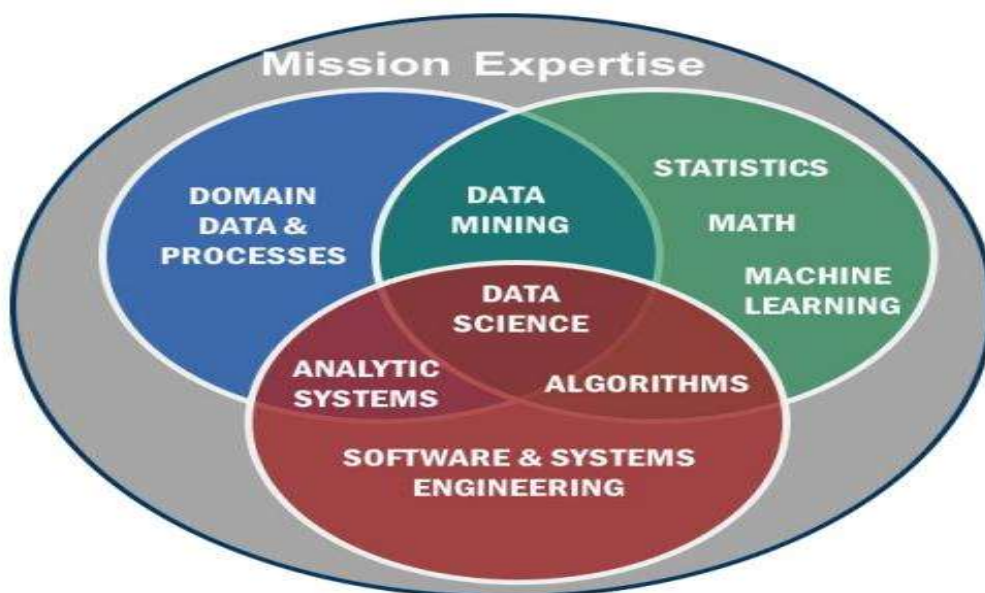 Mission Expertise
DOMAIN
DATA &
PROCESSES
DATA
MINING
STATISTICS
MATH
MACHINE
LEARNING
DATA
SCIENCE
ANALYTIC
SYSTEMS
ALGORITHMS
SOFTWARE & SYSTEMS
ENGINEERING